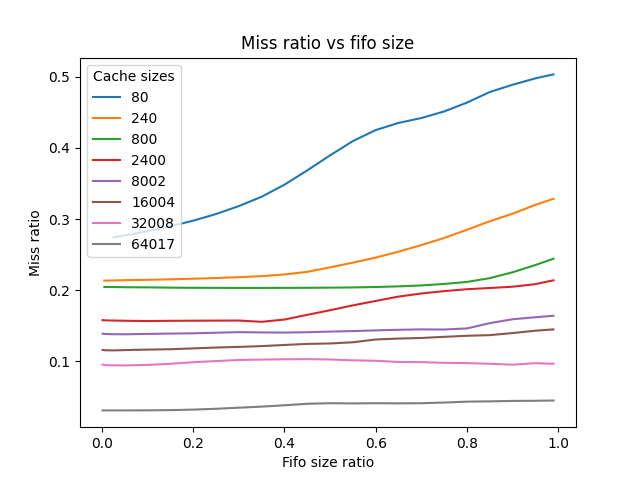 Miss ratio vs fifo size
Cache sizes
80
240
800
2400
8002
16004
32008
64017
0.5
0.4
0.3
0.2
0.1
Miss ratio
0.0 0.2 0.4 0.6 0.8 1.0
Fifo size ratio